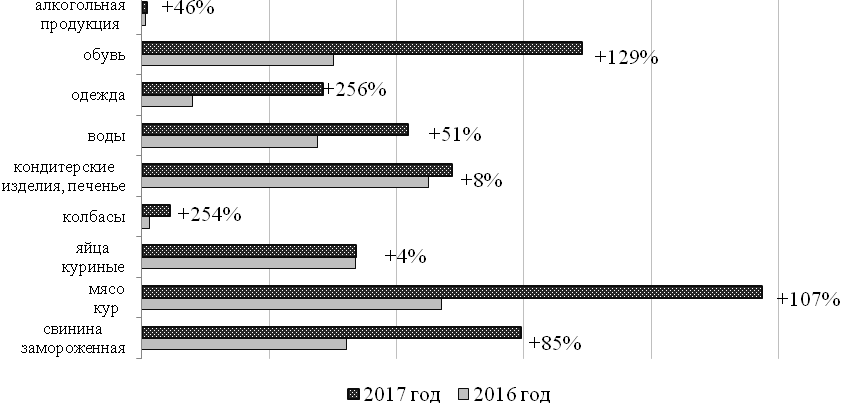 алкогольная
продукция
+46%
обувь
+129%
одежда
+256%
воды
+51%
кондитерские
изделия, печенье
+8%
колбасы
+254%
яйца
куриные
+4%
мясо
кур
+107%
свинина
замороженная
+85%
2017 год 2016 год